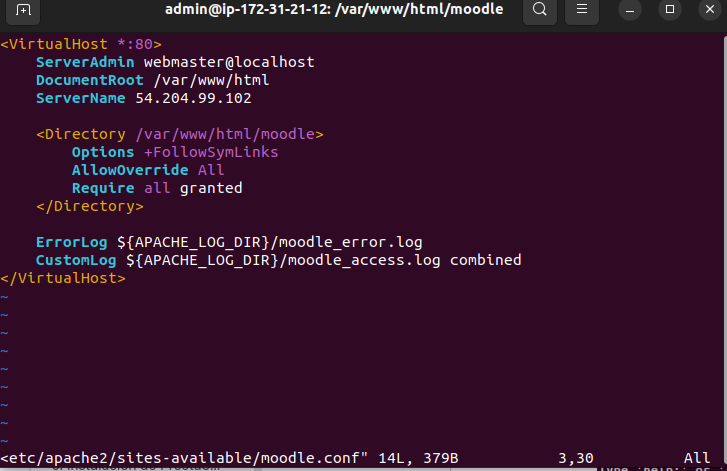 admin@ip-172-31-21-12: /var/www/html/moodle
<VirtualHost *:80>
    ServerAdmin webmaster@localhost
    DocumentRoot /var/www/html
    ServerName 54.204.99.102

    <Directory /var/www/html/moodle>
        Options +FollowSymLinks
        AllowOverride All
        Require all granted
    </Directory>

    ErrorLog ${APACHE_LOG_DIR}/moodle_error.log
    CustomLog ${APACHE_LOG_DIR}/moodle_access.log combined
</VirtualHost>
~
~
~
~
~
~
~
~
~
<etc/apache2/sites-available/moodle.conf" 14L, 379B 3,30 All